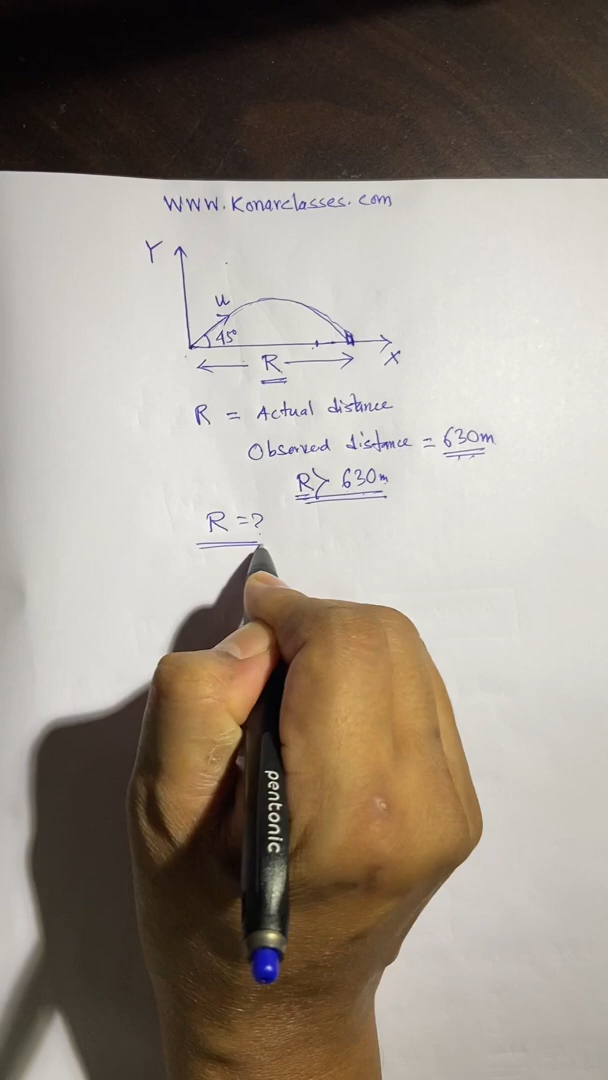 WWW.Konarclasses.com
Y
u
45°
R
X
R = Actual distance
Observed distance = 630m
R > 630m
R = ?
pentonic